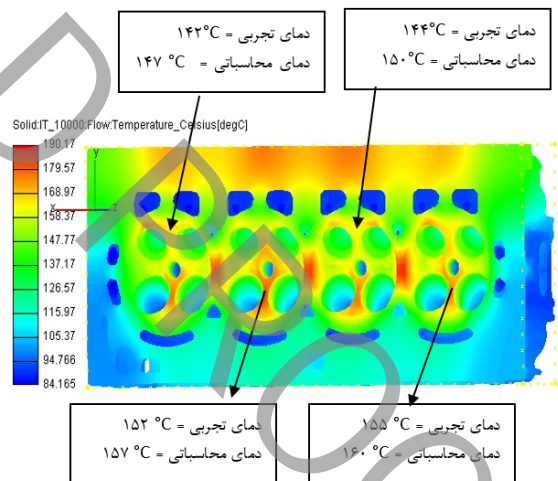 دمای تجربی = ۱۴۲°C
دمای محاسباتی = ۱۴۷ °C
دمای تجربی = ۱۴۴°C
دمای محاسباتی = ۱۵۰°C
Solid:IT_10000:Flow:Temperature_Celsius[degC]
190.17
179.57
168.97
158.37
147.77
137.17
126.57
115.97
105.37
94.766
84.165
y
x
z
دمای تجربی = ۱۵۲ °C
دمای محاسباتی = ۱۵۷ °C
دمای تجربی = ۱۵۵ °C
دمای محاسباتی = ۱۶۰ °C